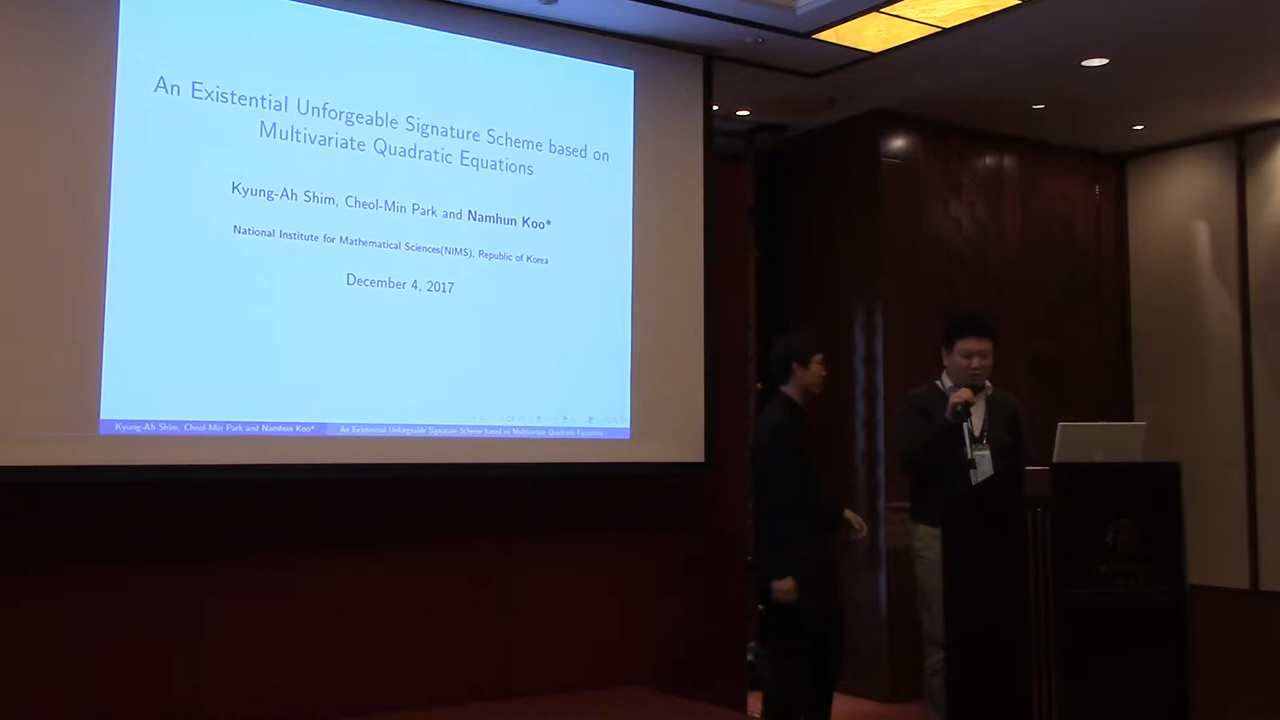 An Existential Unforgeable Signature Scheme based on
Multivariate Quadratic Equations
Kyung-Ah Shim, Cheol-Min Park and Namhun Koo*
National Institute for Mathematical Sciences(NIMS), Republic of Korea
December 4, 2017
Kyung-Ah Shim, Cheol-Min Park and Namhun Koo*
An Existential Unforgeable Signature Scheme based on Multivariate Quadratic Equations